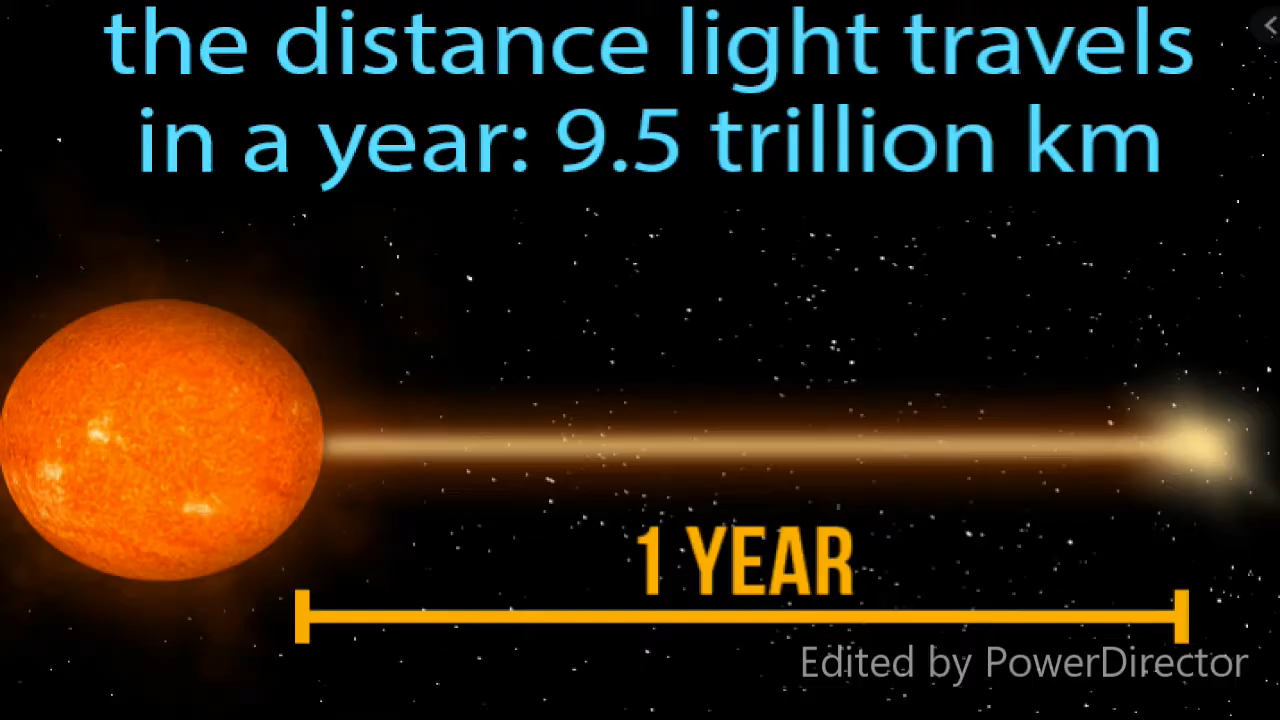 the distance light travels
in a year: 9.5 trillion km
1 YEAR
Edited by PowerDirector